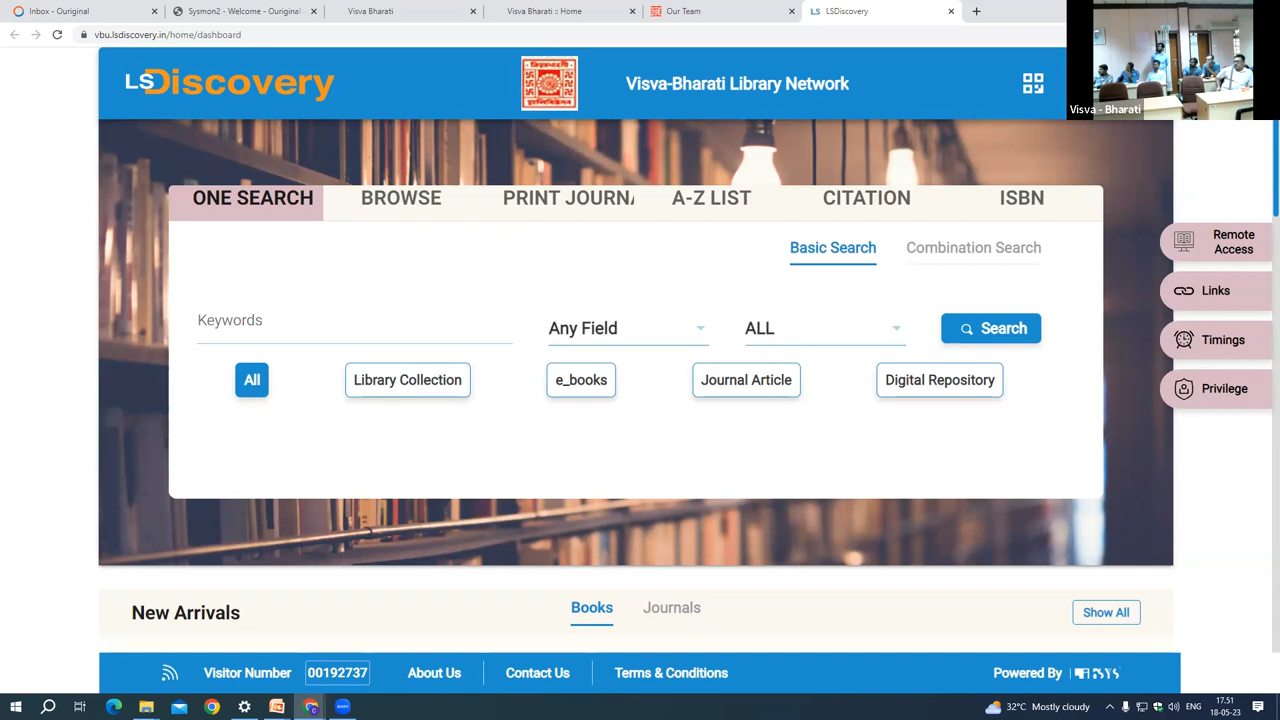 Inbox - Ouriginal
Sysmon2 - Welcome - Ouriginal
Visva Bharati
Visva Bharati :: Home
Our Team
LS LSDiscovery
vbu.lsdiscovery.in/home/dashboard
LSDiscovery
Visva-Bharati Library Network
Visva - Bharati
ONE SEARCH
BROWSE
PRINT JOURNA
A-Z LIST
CITATION
ISBN
Basic Search
Combination Search
Remote
Access
Links
Timings
Privilege
Keywords
Any Field
ALL
Search
All
Library Collection
e_books
Journal Article
Digital Repository
New Arrivals
Books
Journals
Show All
Visitor Number
00192737
About Us
Contact Us
Terms & Conditions
Powered By
32°C Mostly cloudy
ENG
17.51
18-05-23